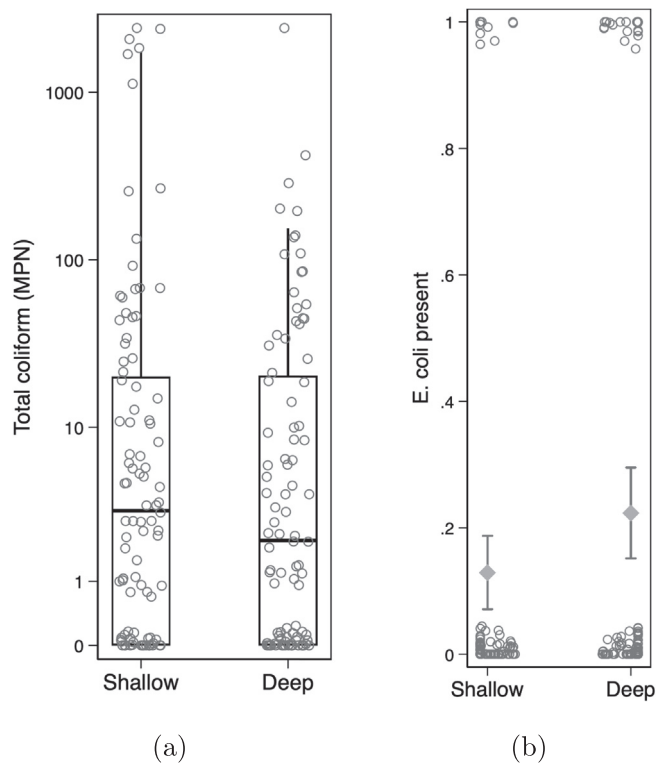 Total coliform (MPN)
1000
100
10
1
0
Shallow Deep
(a)
E. coli present
1
.8
.6
.4
.2
0
Shallow Deep
(b)